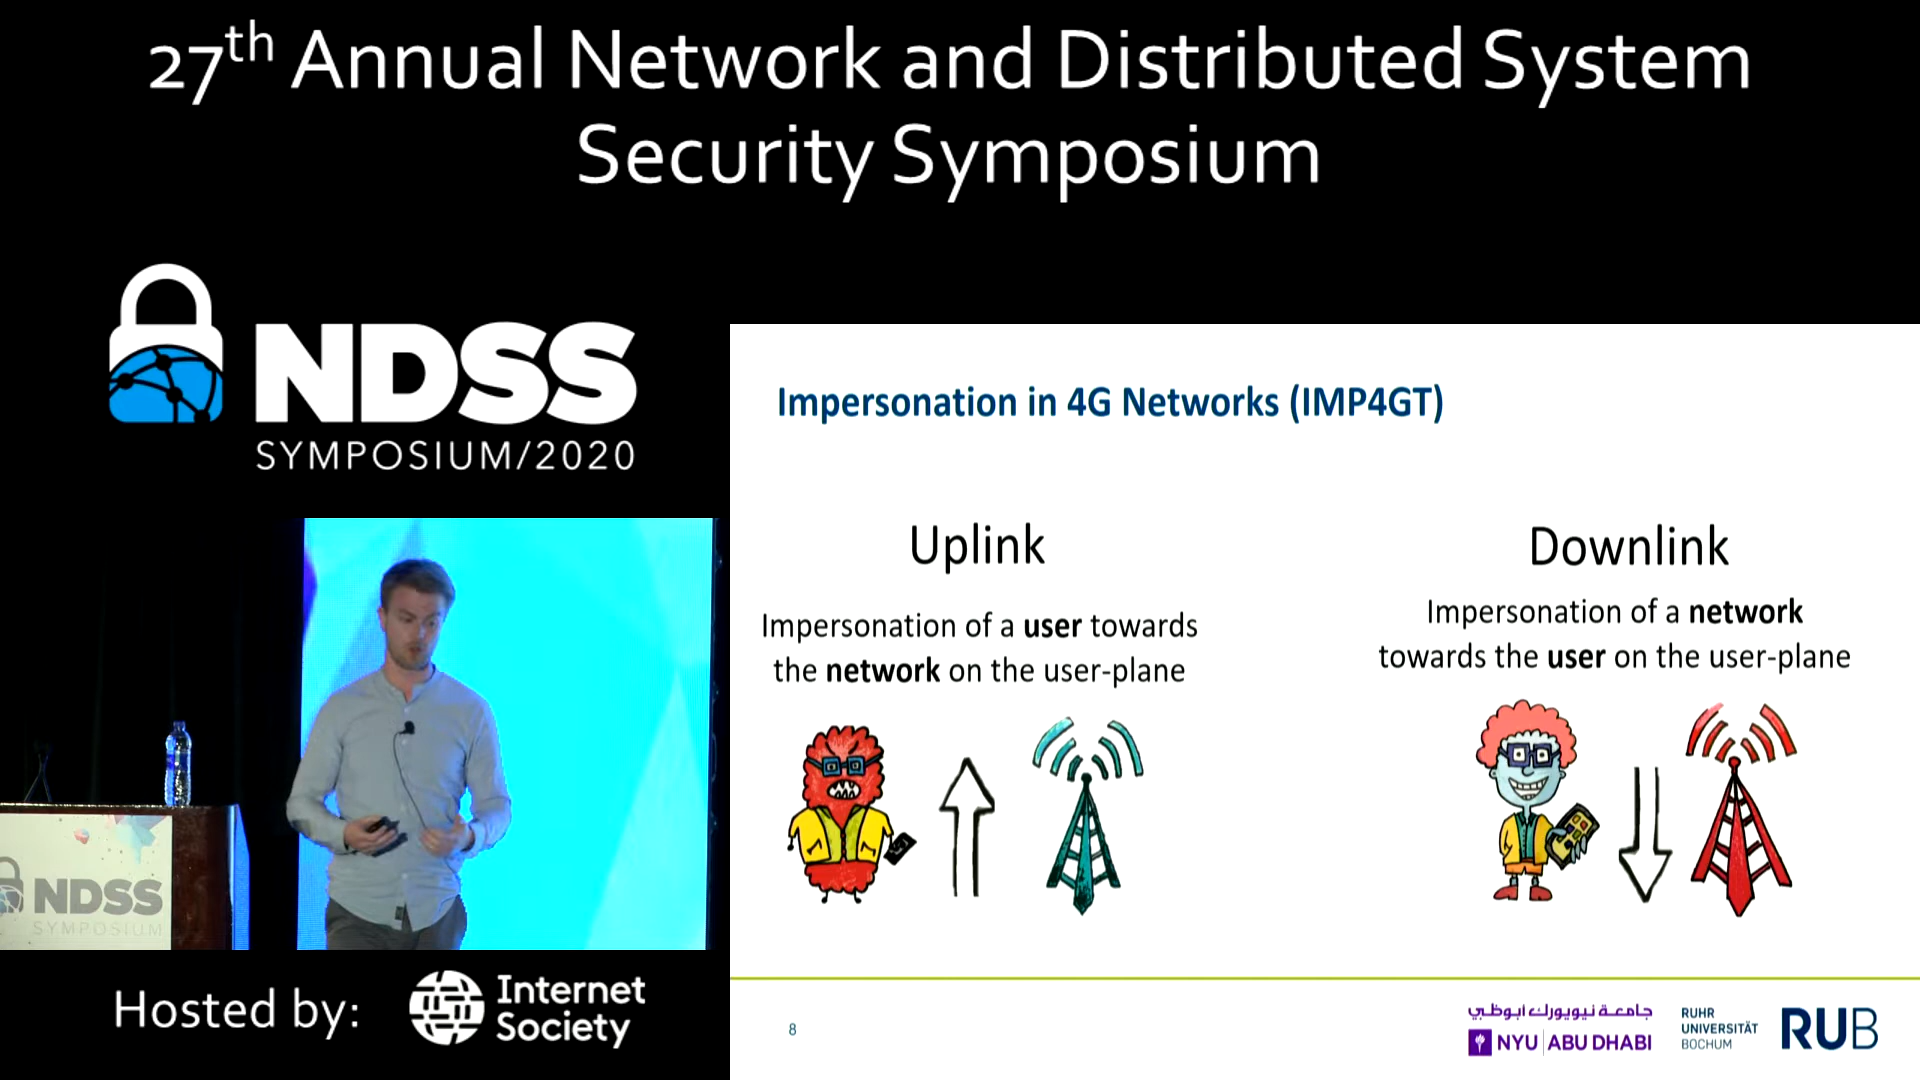 27th Annual Network and Distributed System
Security Symposium
NDSS
SYMPOSIUM/2020
Impersonation in 4G Networks (IMP4GT)
Uplink
Impersonation of a user towards
the network on the user-plane
Downlink
Impersonation of a network
towards the user on the user-plane
NDSS
SYMPOSIUM
Hosted by:
Internet
Society
8
جامعة نيويورك أبوظبي
NYU ABU DHABI
RUHR
UNIVERSITÄT
BOCHUM
RUB